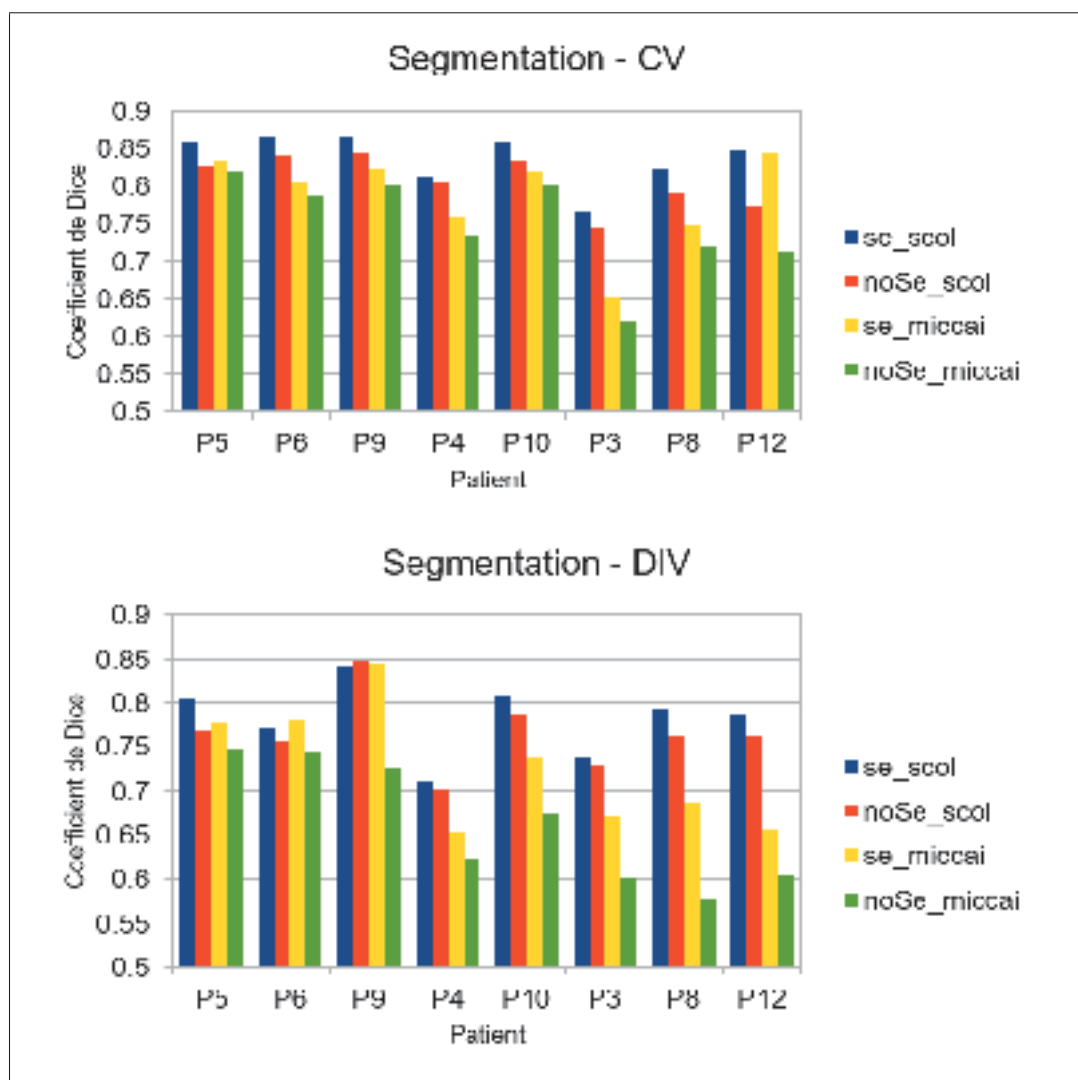 Segmentation - CV
0.9
0.85
0.8
0.75
0.7
0.65
0.6
0.55
0.5
Coefficient de Dice
P5 P6 P9 P4 P10 P3 P8 P12
Patient
se_scol
noSe_scol
se_miccai
noSe_miccai
Segmentation - DIV
0.9
0.85
0.8
0.75
0.7
0.65
0.6
0.55
0.5
Coefficient de Dice
P5 P6 P9 P4 P10 P3 P8 P12
Patient
se_scol
noSe_scol
se_miccai
noSe_miccai